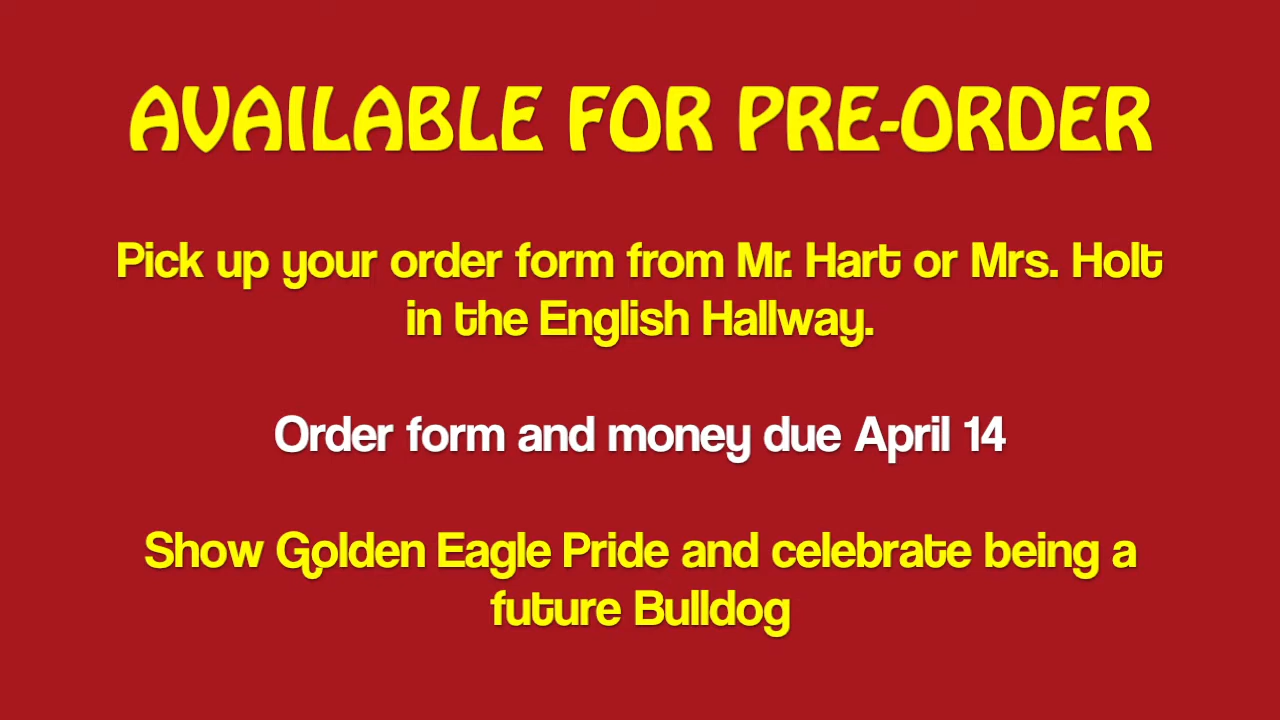 AVAILABLE FOR PRE-ORDER
Pick up your order form from Mr. Hart or Mrs. Holt
in the English Hallway.
Order form and money due April 14
Show Golden Eagle Pride and celebrate being a
future Bulldog